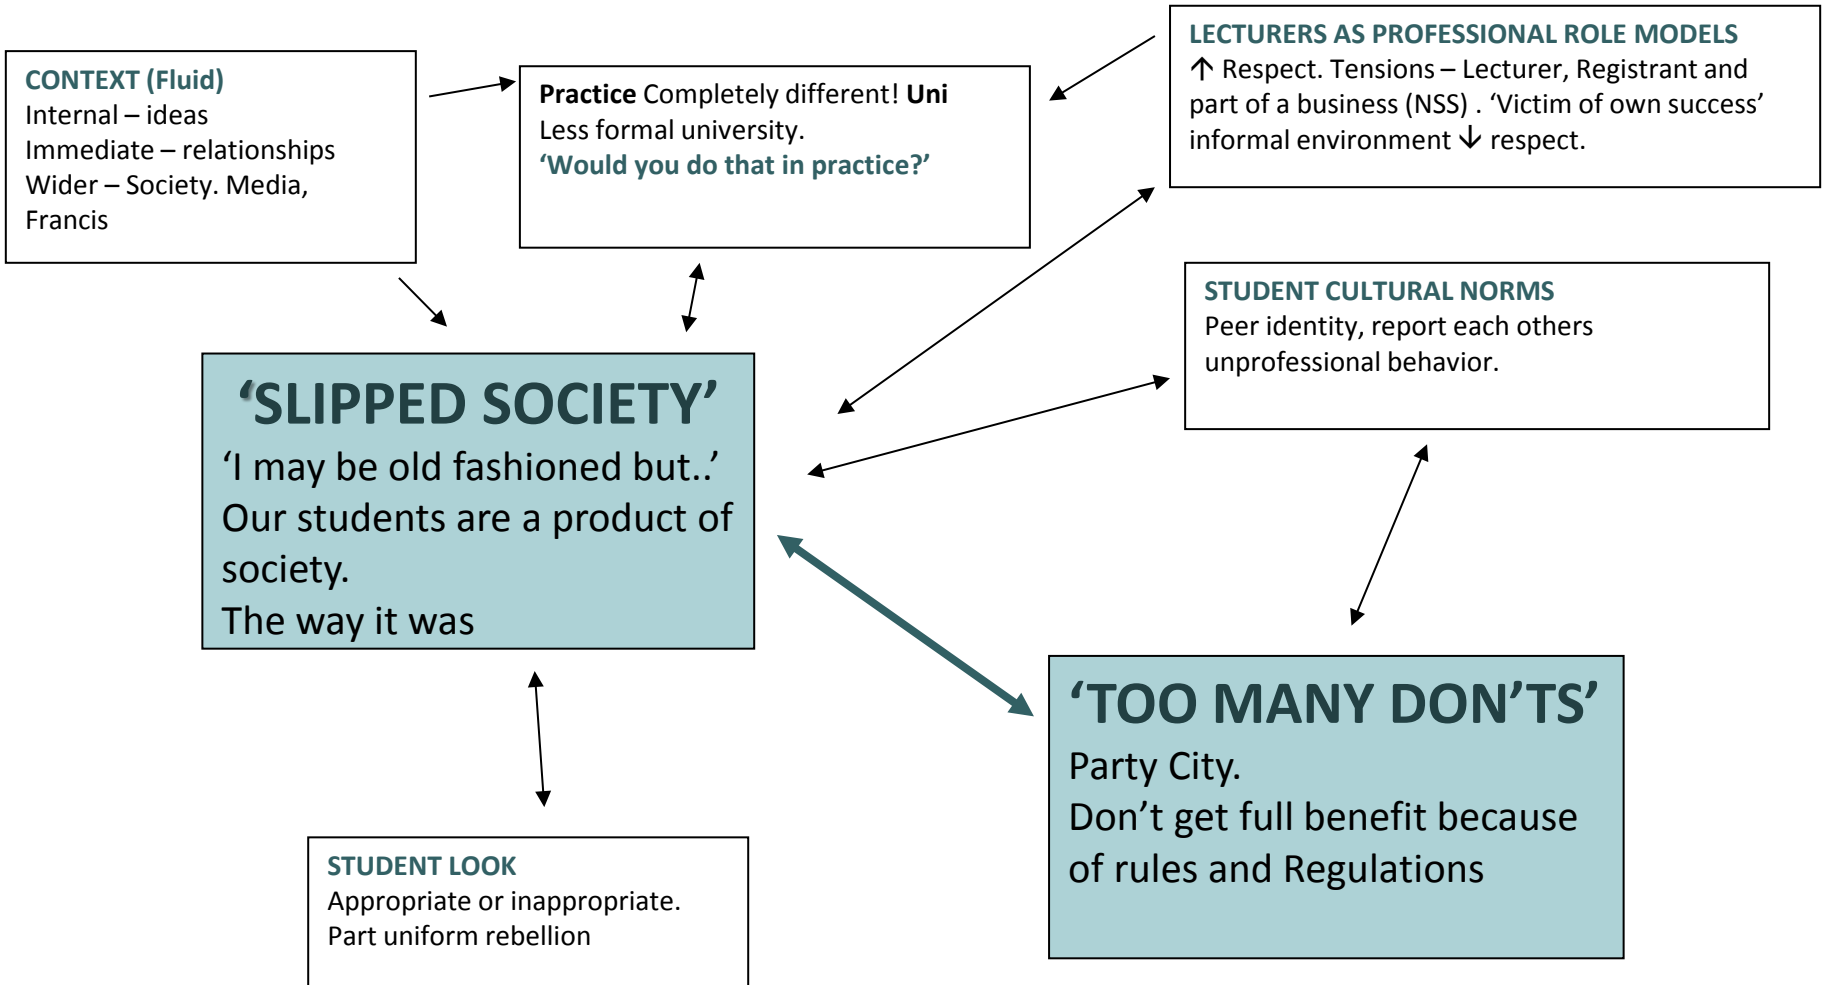 CONTEXT (Fluid)
Internal – ideas
Immediate – relationships
Wider – Society. Media,
Francis
Practice Completely different! Uni
Less formal university.
‘Would you do that in practice?’
LECTURERS AS PROFESSIONAL ROLE MODELS
↑ Respect. Tensions – Lecturer, Registrant and
part of a business (NSS) . ‘Victim of own success’
informal environment ↓ respect.
STUDENT CULTURAL NORMS
Peer identity, report each others
unprofessional behavior.
‘SLIPPED SOCIETY’
‘I may be old fashioned but..’
Our students are a product of
society.
The way it was
‘TOO MANY DON’TS’
Party City.
Don’t get full benefit because
of rules and Regulations
STUDENT LOOK
Appropriate or inappropriate.
Part uniform rebellion